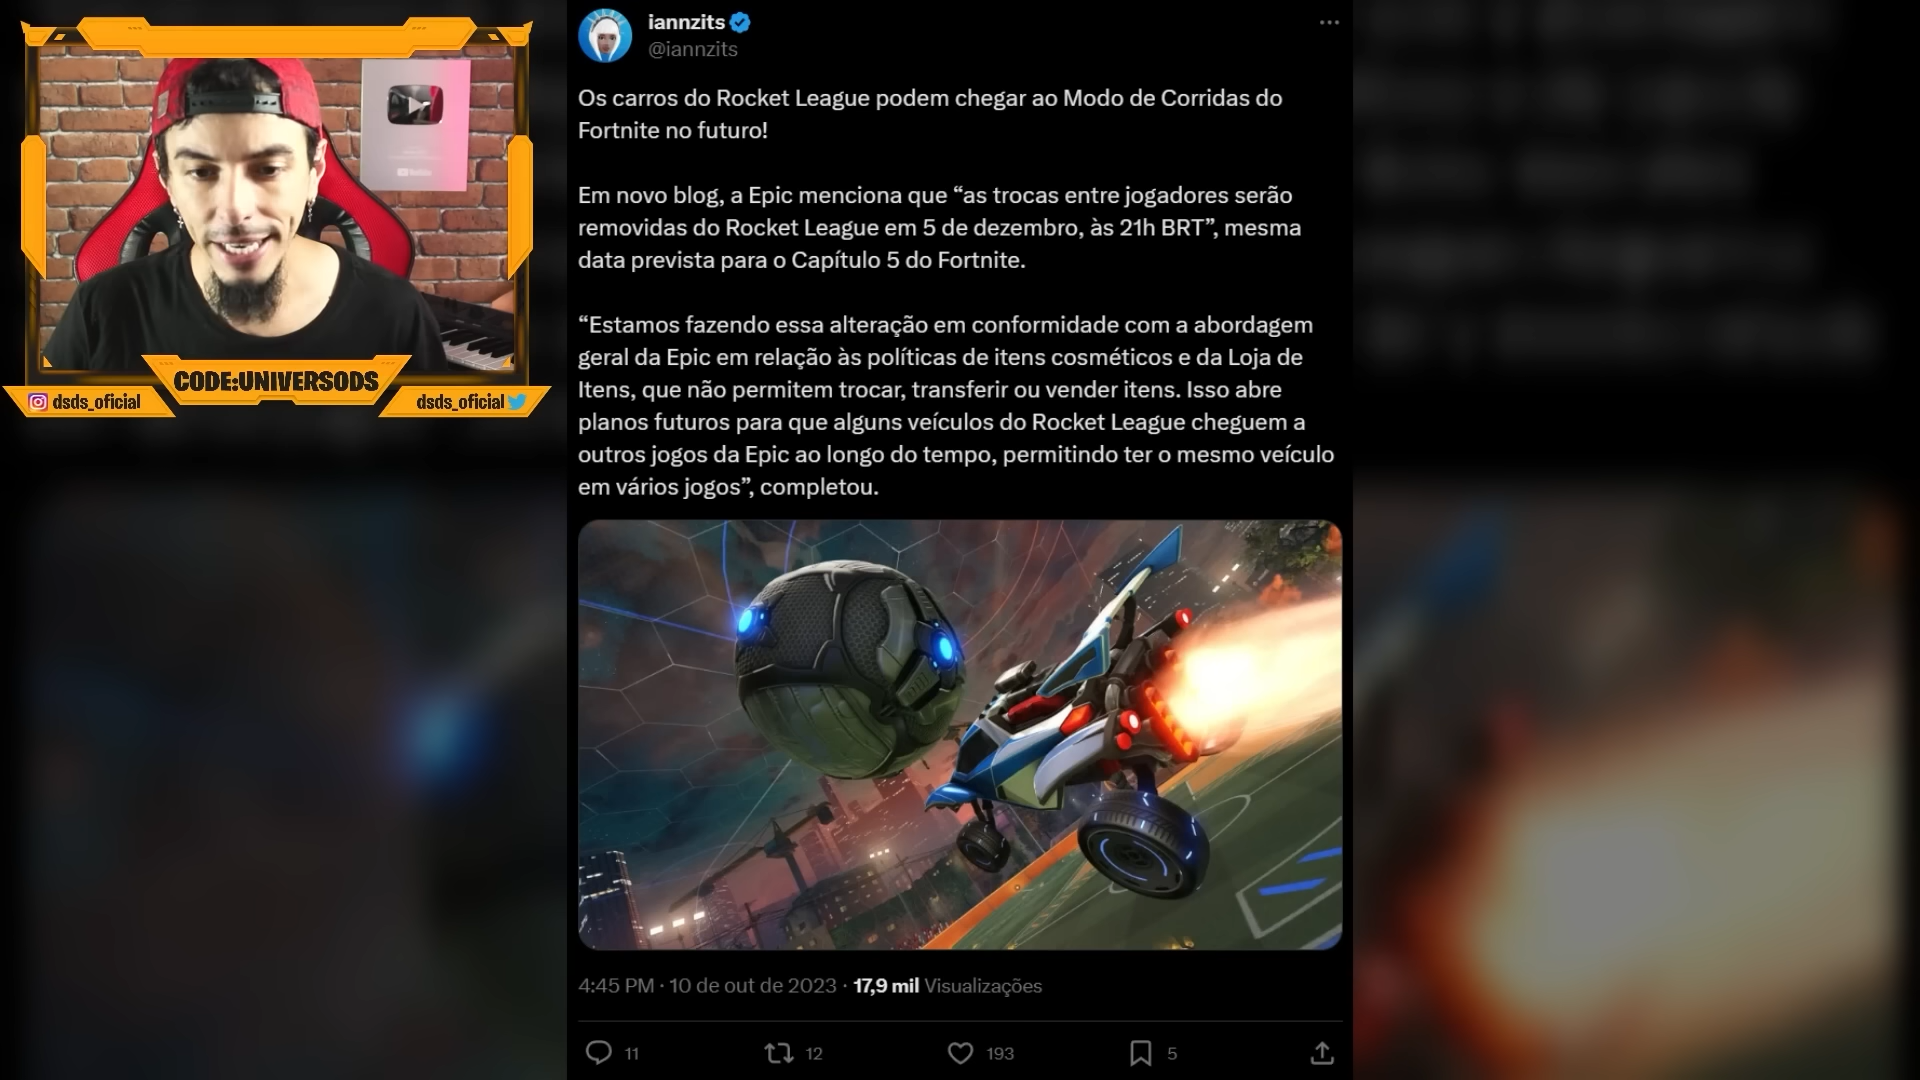 CODE:UNIVERSODS
dsds_oficial
dsds_oficial
iannzits
@iannzits
Os carros do Rocket League podem chegar ao Modo de Corridas do
Fortnite no futuro!
Em novo blog, a Epic menciona que “as trocas entre jogadores serão
removidas do Rocket League em 5 de dezembro, às 21h BRT”, mesma
data prevista para o Capítulo 5 do Fortnite.
“Estamos fazendo essa alteração em conformidade com a abordagem
geral da Epic em relação às políticas de itens cosméticos e da Loja de
Itens, que não permitem trocar, transferir ou vender itens. Isso abre
planos futuros para que alguns veículos do Rocket League cheguem a
outros jogos da Epic ao longo do tempo, permitindo ter o mesmo veículo
em vários jogos”, completou.
4:45 PM · 10 de out de 2023 · 17,9 mil Visualizações
11 12 193 5